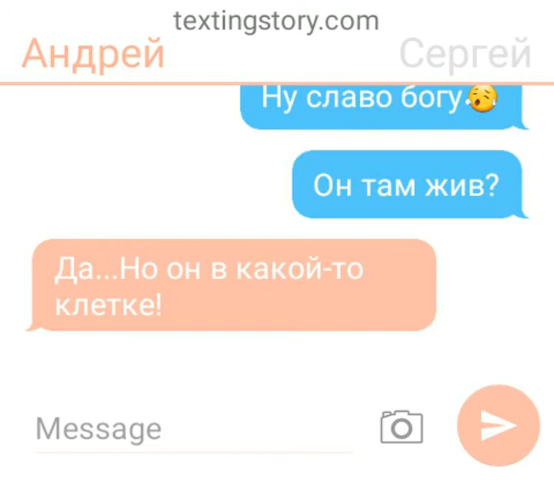 textingstory.com
Андрей
Сергей
Ну славо богу😥
Он там жив?
Да...Но он в какой-то
клетке!
Message